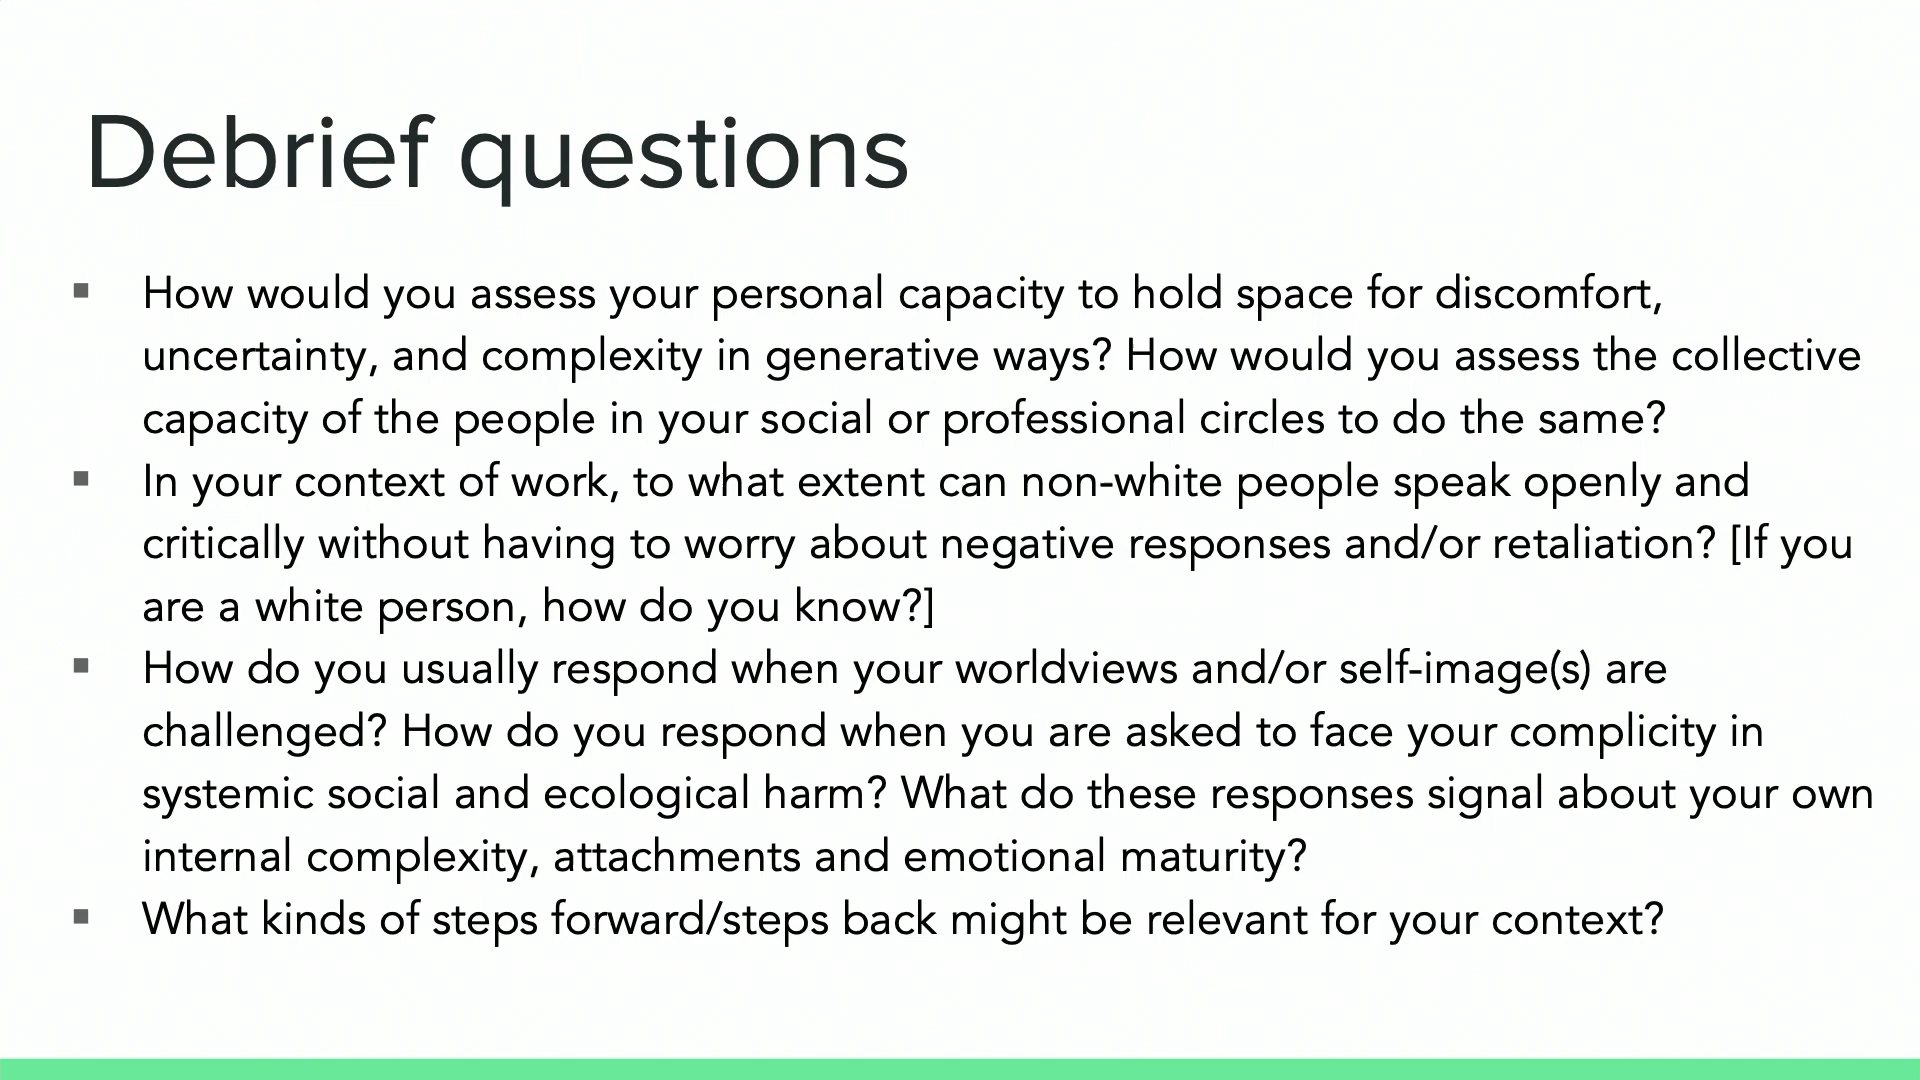 Debrief questions
▪ How would you assess your personal capacity to hold space for discomfort,
uncertainty, and complexity in generative ways? How would you assess the collective
capacity of the people in your social or professional circles to do the same?
▪ In your context of work, to what extent can non-white people speak openly and
critically without having to worry about negative responses and/or retaliation? [If you
are a white person, how do you know?]
▪ How do you usually respond when your worldviews and/or self-image(s) are
challenged? How do you respond when you are asked to face your complicity in
systemic social and ecological harm? What do these responses signal about your own
internal complexity, attachments and emotional maturity?
▪ What kinds of steps forward/steps back might be relevant for your context?